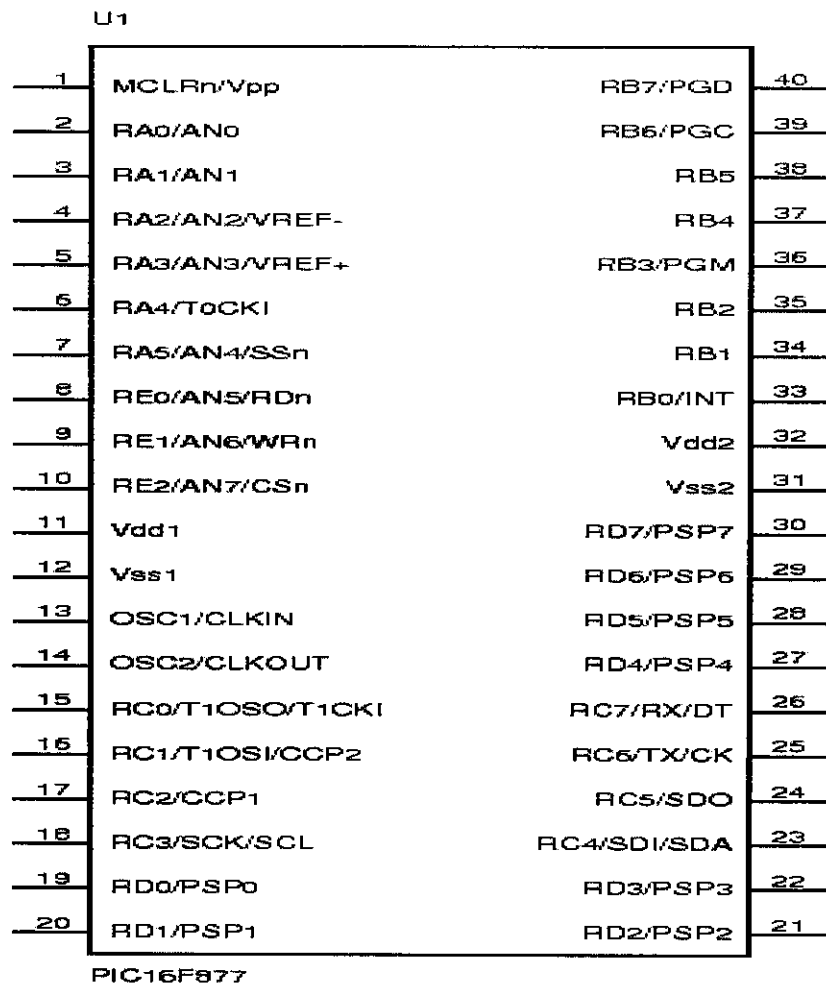 U1
1 MCLRn/Vpp RB7/PGD 40
2 RA0/AN0 RB6/PGC 39
3 RA1/AN1 RB5 38
4 RA2/AN2/VREF- RB4 37
5 RA3/AN3/VREF+ RB3/PGM 36
6 RA4/T0CKI RB2 35
7 RA5/AN4/SSn RB1 34
8 RE0/AN5/RDn RB0/INT 33
9 RE1/AN6/WRn Vdd2 32
10 RE2/AN7/CSn Vss2 31
11 Vdd1 RD7/PSP7 30
12 Vss1 RD6/PSP6 29
13 OSC1/CLKIN RD5/PSP5 28
14 OSC2/CLKOUT RD4/PSP4 27
15 RC0/T1OSO/T1CKI RC7/RX/DT 26
16 RC1/T1OSI/CCP2 RC6/TX/CK 25
17 RC2/CCP1 RC5/SDO 24
18 RC3/SCK/SCL RC4/SDI/SDA 23
19 RD0/PSP0 RD3/PSP3 22
20 RD1/PSP1 RD2/PSP2 21
PIC16F877